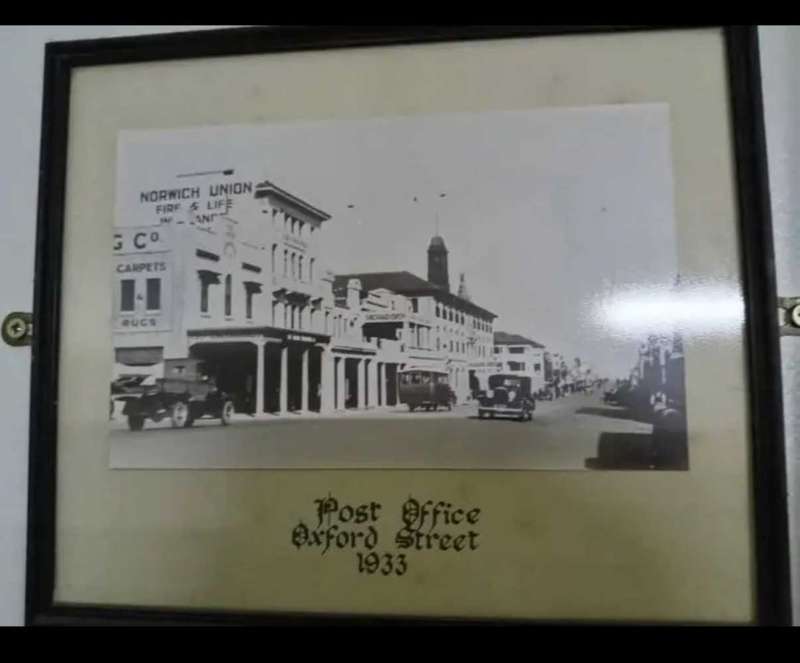 NORWICH UNION
FIRE & LIFE
G Co.
CARPETS
&
RUGS
Post Office
Oxford Street
1933